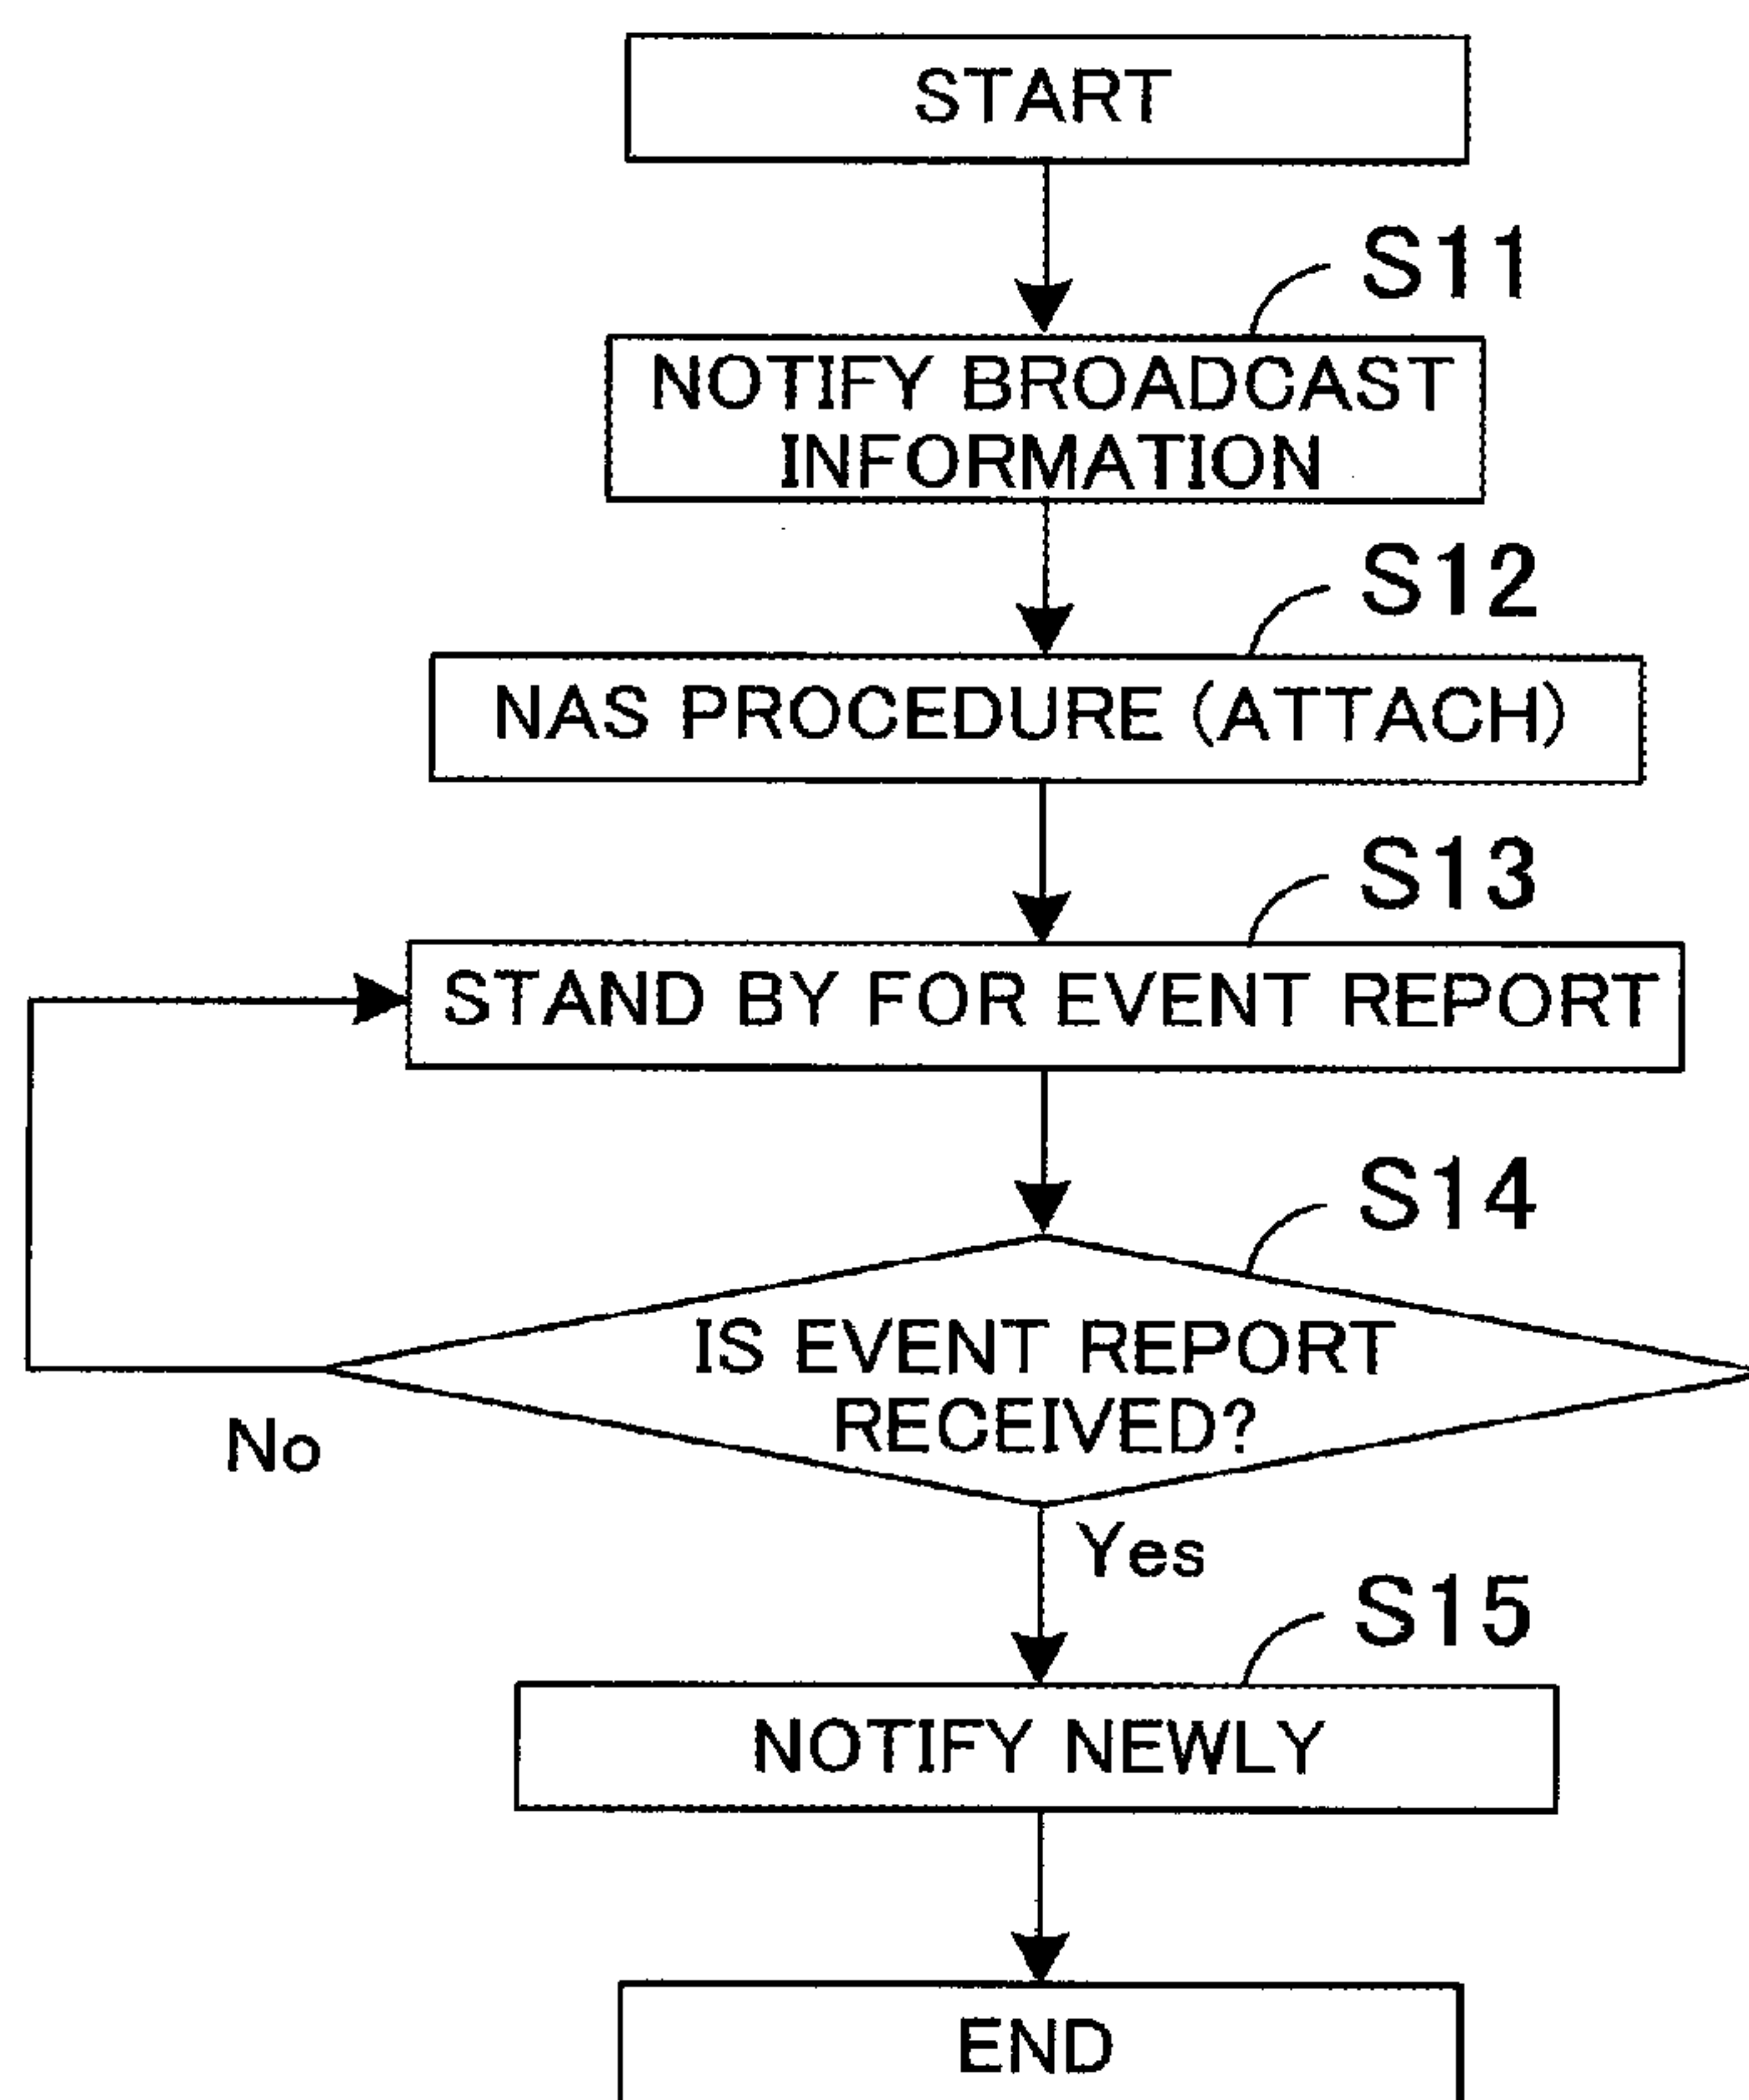 START
S11
NOTIFY BROADCAST
INFORMATION
S12
NAS PROCEDURE (ATTACH)
S13
STAND BY FOR EVENT REPORT
S14
IS EVENT REPORT
RECEIVED?
No
Yes
S15
NOTIFY NEWLY
END